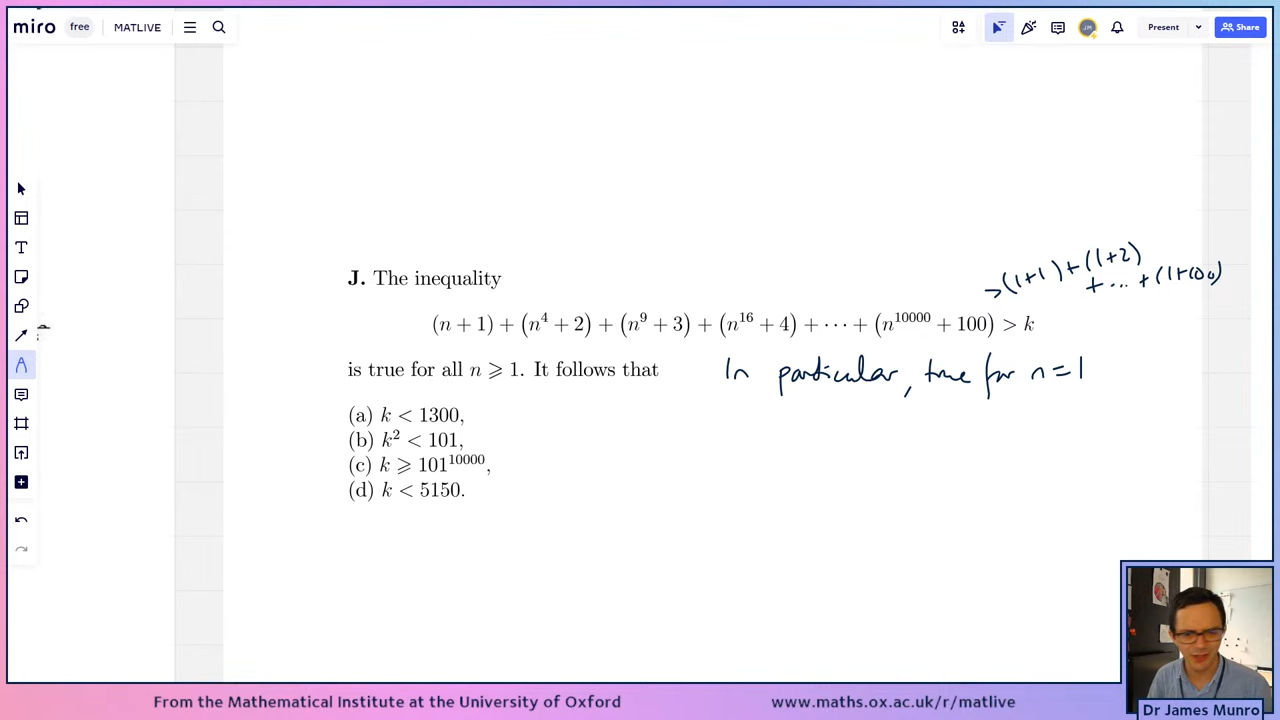 miro free MATLIVE Present Share
→(1+1)+(1+2)
+...+(1+100)
J. The inequality
(n + 1) + (n⁴ + 2) + (n⁹ + 3) + (n¹⁶ + 4) + ··· + (n¹⁰⁰⁰⁰ + 100) > k
is true for all n ⩾ 1. It follows that
In particular, true for n=1
(a) k < 1300,
(b) k² < 101,
(c) k ⩾ 101¹⁰⁰⁰⁰,
(d) k < 5150.
From the Mathematical Institute at the University of Oxford
www.maths.ox.ac.uk/r/matlive
Dr James Munro